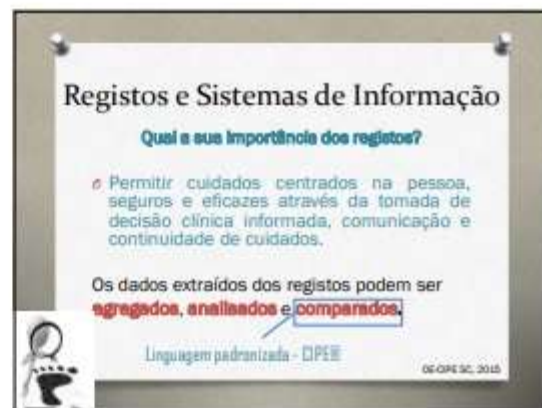 Registos e Sistemas de Informação
Qual a sua importância dos registos?
Permitir cuidados centrados na pessoa,
seguros e eficazes através da tomada de
decisão clínica informada, comunicação e
continuidade de cuidados.
Os dados extraídos dos registos podem ser
agregados, analisados e comparados.
Linguagem padronizada - CIPE®
OE-CIPE SC, 2015